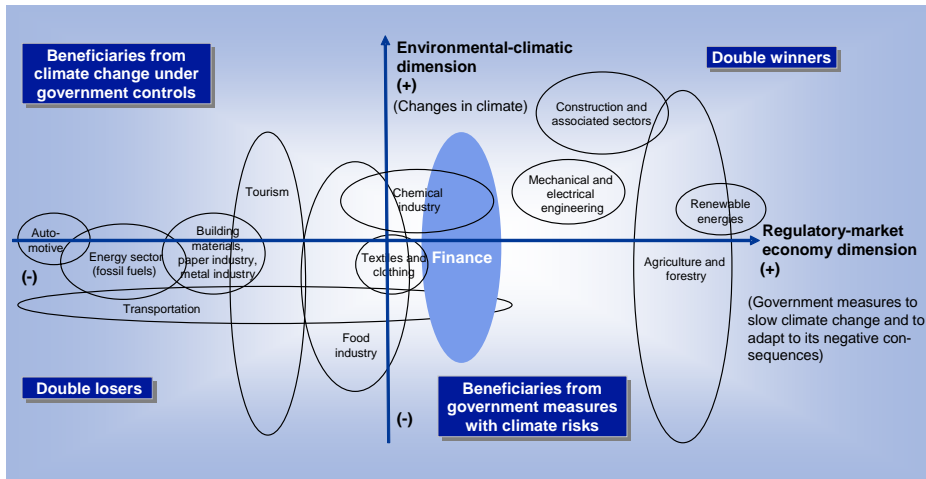 Beneficiaries from
climate change under
government controls
Environmental-climatic
dimension
(+)
(Changes in climate)
Double winners
Construction and
associated sectors
Tourism
Chemical
industry
Mechanical and
electrical
engineering
Renewable
energies
Auto-
motive
Energy sector
(fossil fuels)
Building
materials,
paper industry,
metal industry
Textiles and
clothing
Finance
Agriculture and
forestry
Regulatory-market
economy dimension
(+)
(Government measures to
slow climate change and to
adapt to its negative con-
sequences)
(-)
Transportation
Food
industry
Double losers
(-)
Beneficiaries from
government measures
with climate risks